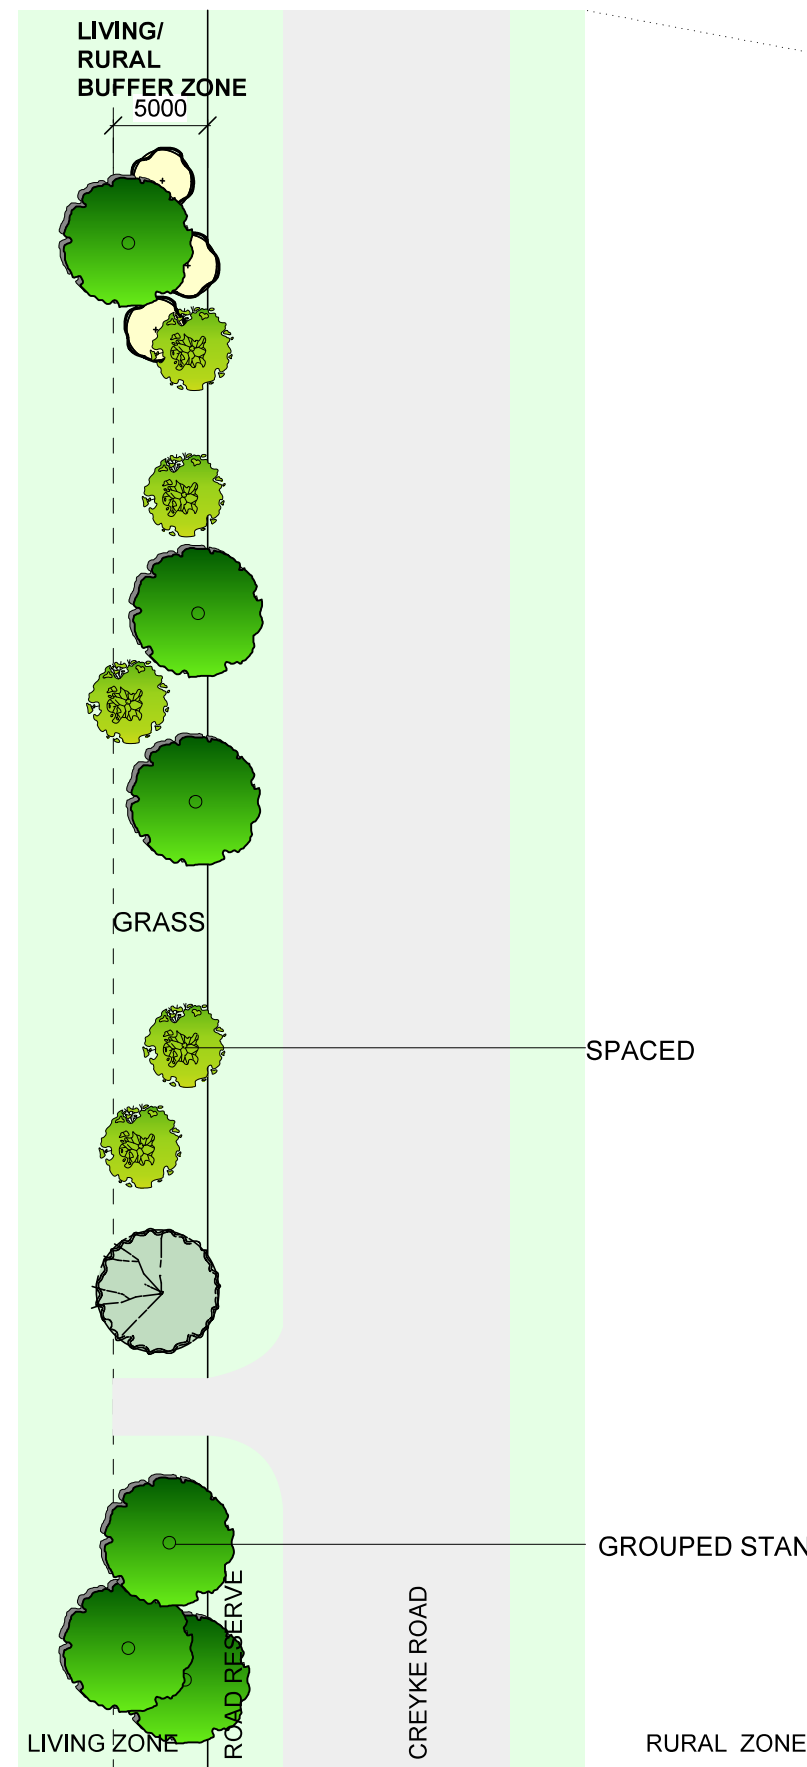 LIVING/
RURAL
BUFFER ZONE
5000
GRASS
SPACED
GROUPED STAN
ROAD RESERVE
CREYKE ROAD
LIVING ZONE
RURAL ZONE